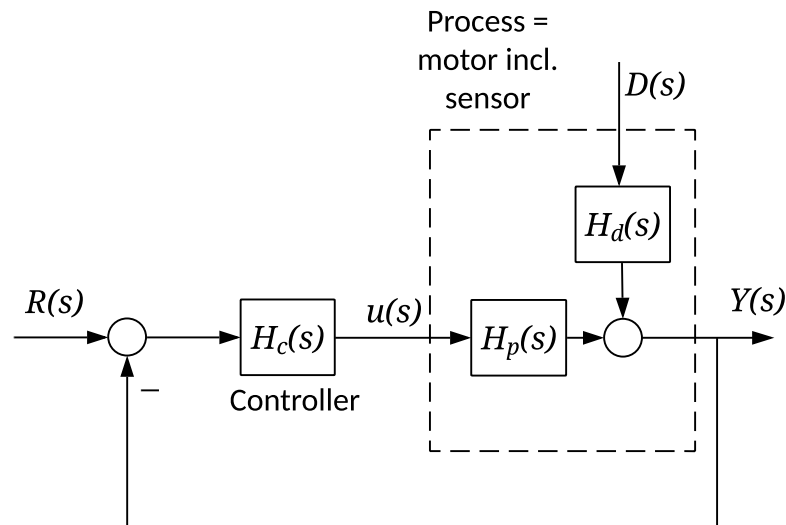 Process =
motor incl.
sensor
D(s)
H_d(s)
R(s)
H_c(s)
u(s)
H_p(s)
Y(s)
–
Controller